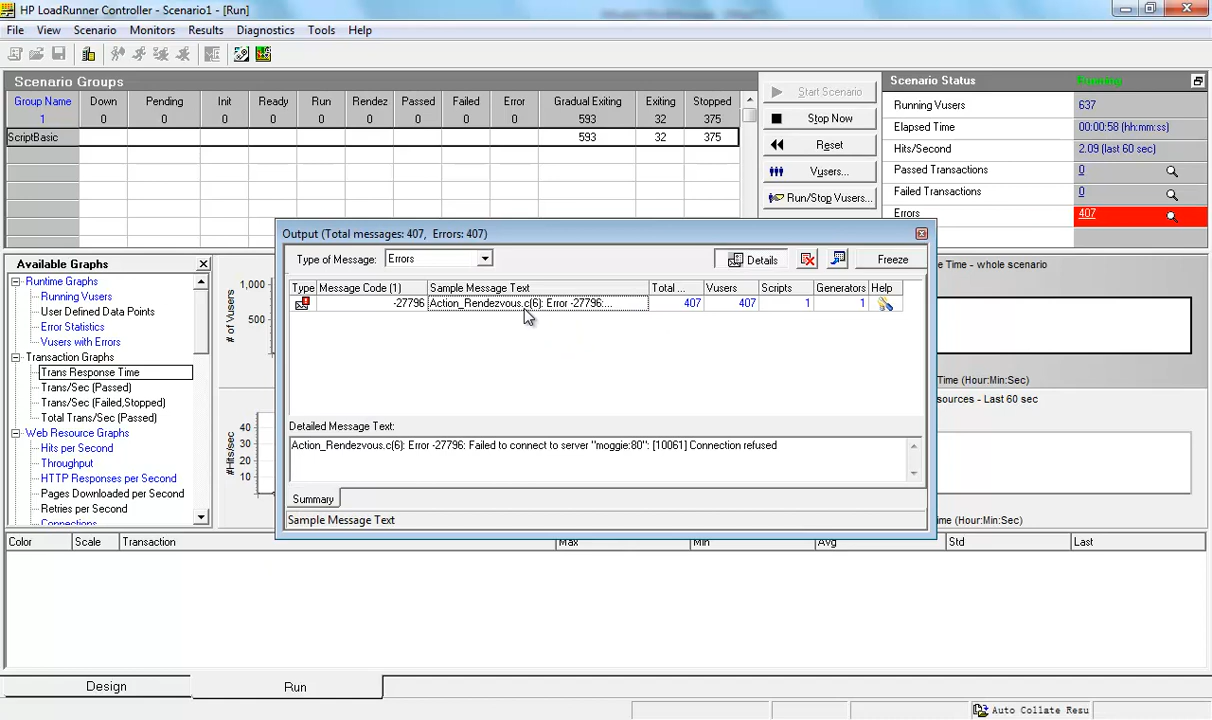 HP LoadRunner Controller - Scenario1 - [Run]
File View Scenario Monitors Results Diagnostics Tools Help
Scenario Groups
Group Name Down Pending Init Ready Run Rendez Passed Failed Error Gradual Exiting Exiting Stopped
1 0 0 0 0 0 0 0 0 0 593 32 375
ScriptBasic 593 32 375
Start Scenario
Stop Now
Reset
Vusers...
Run/Stop Vusers...
Scenario Status Running
Running Vusers 637
Elapsed Time 00:00:58 (hh:mm:ss)
Hits/Second 2.09 (last 60 sec)
Passed Transactions 0
Failed Transactions 0
Errors 407
Available Graphs
Runtime Graphs
Running Vusers
User Defined Data Points
Error Statistics
Vusers with Errors
Transaction Graphs
Trans Response Time
Trans/Sec (Passed)
Trans/Sec (Failed,Stopped)
Total Trans/Sec (Passed)
Web Resource Graphs
Hits per Second
Throughput
HTTP Responses per Second
Pages Downloaded per Second
Retries per Second
Connections
# of Vusers
1,000
500
#Hits/sec
40
30
20
10
Output (Total messages: 407, Errors: 407)
Type of Message: Errors Details Freeze
Type Message Code (1) Sample Message Text Total ... Vusers Scripts Generators Help
-27796 Action_Rendezvous.c(6): Error -27796:... 407 407 1 1
Detailed Message Text:
Action_Rendezvous.c(6): Error -27796: Failed to connect to server "moggie:80": [10061] Connection refused
Summary
Sample Message Text
e Time - whole scenario
Time (Hour:Min:Sec)
sources - Last 60 sec
me (Hour:Min:Sec)
Color Scale Transaction Max Min Avg Std Last
Design Run
Auto Collate Resu